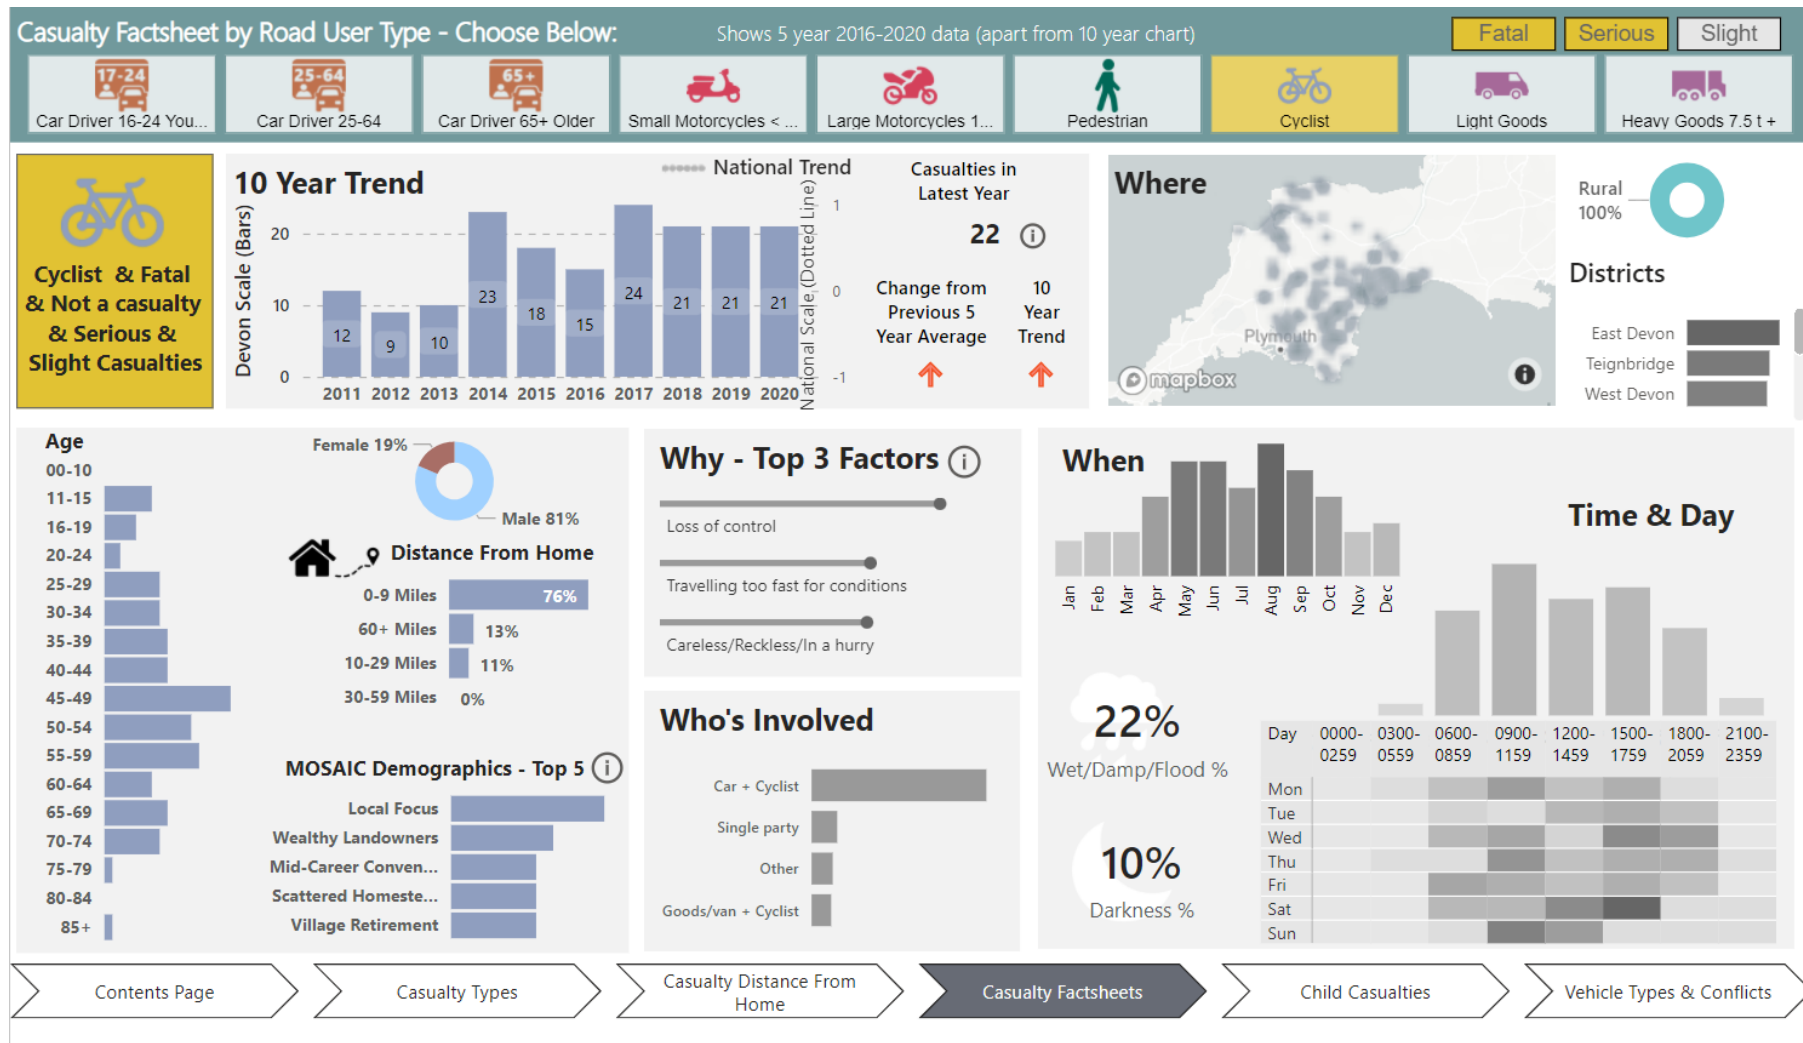 Casualty Factsheet by Road User Type - Choose Below:
Shows 5 year 2016-2020 data (apart from 10 year chart)
Fatal
Serious
Slight
17-24
Car Driver 16-24 You...
25-64
Car Driver 25-64
65+
Car Driver 65+ Older
Small Motorcycles < ...
Large Motorcycles 1...
Pedestrian
Cyclist
Light Goods
Heavy Goods 7.5 t +
Cyclist & Fatal
& Not a casualty
& Serious &
Slight Casualties
10 Year Trend
National Trend
Devon Scale (Bars)
20
10
0
12
9
10
23
18
15
24
21
21
21
2011
2012
2013
2014
2015
2016
2017
2018
2019
2020
National Scale (Dotted Line)
1
0
-1
Casualties in
Latest Year
22
Change from
Previous 5
Year Average
10
Year
Trend
Where
Plymouth
mapbox
Rural
100%
Districts
East Devon
Teignbridge
West Devon
Age
00-10
11-15
16-19
20-24
25-29
30-34
35-39
40-44
45-49
50-54
55-59
60-64
65-69
70-74
75-79
80-84
85+
Female 19%
Male 81%
Distance From Home
0-9 Miles 76%
60+ Miles 13%
10-29 Miles 11%
30-59 Miles 0%
MOSAIC Demographics - Top 5
Local Focus
Wealthy Landowners
Mid-Career Conven...
Scattered Homeste...
Village Retirement
Why - Top 3 Factors
Loss of control
Travelling too fast for conditions
Careless/Reckless/In a hurry
Who's Involved
Car + Cyclist
Single party
Other
Goods/van + Cyclist
When
Jan
Feb
Mar
Apr
May
Jun
Jul
Aug
Sep
Oct
Nov
Dec
22%
Wet/Damp/Flood %
10%
Darkness %
Time & Day
Day 0000-0259 0300-0559 0600-0859 0900-1159 1200-1459 1500-1759 1800-2059 2100-2359
Mon
Tue
Wed
Thu
Fri
Sat
Sun
Contents Page
Casualty Types
Casualty Distance From
Home
Casualty Factsheets
Child Casualties
Vehicle Types & Conflicts